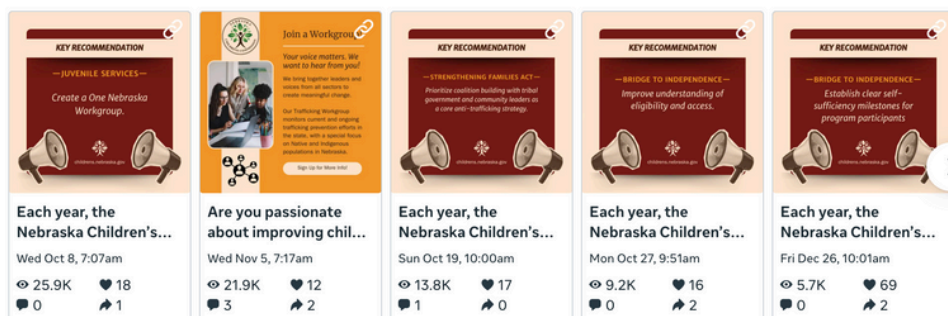 KEY RECOMMENDATION
—JUVENILE SERVICES—
Create a One Nebraska
Workgroup.
childrens.nebraska.gov
Each year, the
Nebraska Children's...
Wed Oct 8, 7:07am
25.9K 18
0 1
Join a Workgroup
Your voice matters. We
want to hear from you!
We bring together leaders and
voices from all sectors to
create meaningful change.
Our Trafficking Workgroup
monitors current and ongoing
trafficking prevention efforts in
the state, with a special focus
on Native and Indigenous
populations in Nebraska.
Sign Up for More Info!
Are you passionate
about improving chil...
Wed Nov 5, 7:17am
21.9K 12
3 2
KEY RECOMMENDATION
—STRENGTHENING FAMILIES ACT—
Prioritize coalition building with tribal
government and community leaders as
a core anti-trafficking strategy.
childrens.nebraska.gov
Each year, the
Nebraska Children's...
Sun Oct 19, 10:00am
13.8K 17
1 0
KEY RECOMMENDATION
—BRIDGE TO INDEPENDENCE—
Improve understanding of
eligibility and access.
childrens.nebraska.gov
Each year, the
Nebraska Children's...
Mon Oct 27, 9:51am
9.2K 16
0 2
KEY RECOMMENDATION
—BRIDGE TO INDEPENDENCE—
Establish clear self-
sufficiency milestones for
program participants
childrens.nebraska.gov
Each year, the
Nebraska Children's...
Fri Dec 26, 10:01am
5.7K 69
0 2